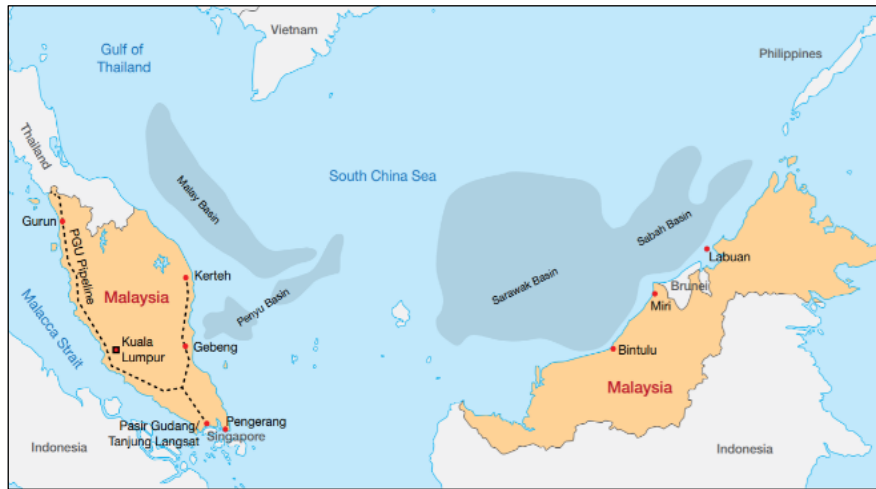 Vietnam
Gulf of
Thailand
Philippines
Thailand
South China Sea
Malay Basin
Gurun
PGU Pipeline
Sabah Basin
Labuan
Kerteh
Malaysia
Sarawak Basin
Brunei
Penyu Basin
Miri
Malacca Strait
Kuala
Lumpur
Gebeng
Bintulu
Malaysia
Pasir Gudang/
Tanjung Langsat
Pengerang
Singapore
Indonesia
Indonesia